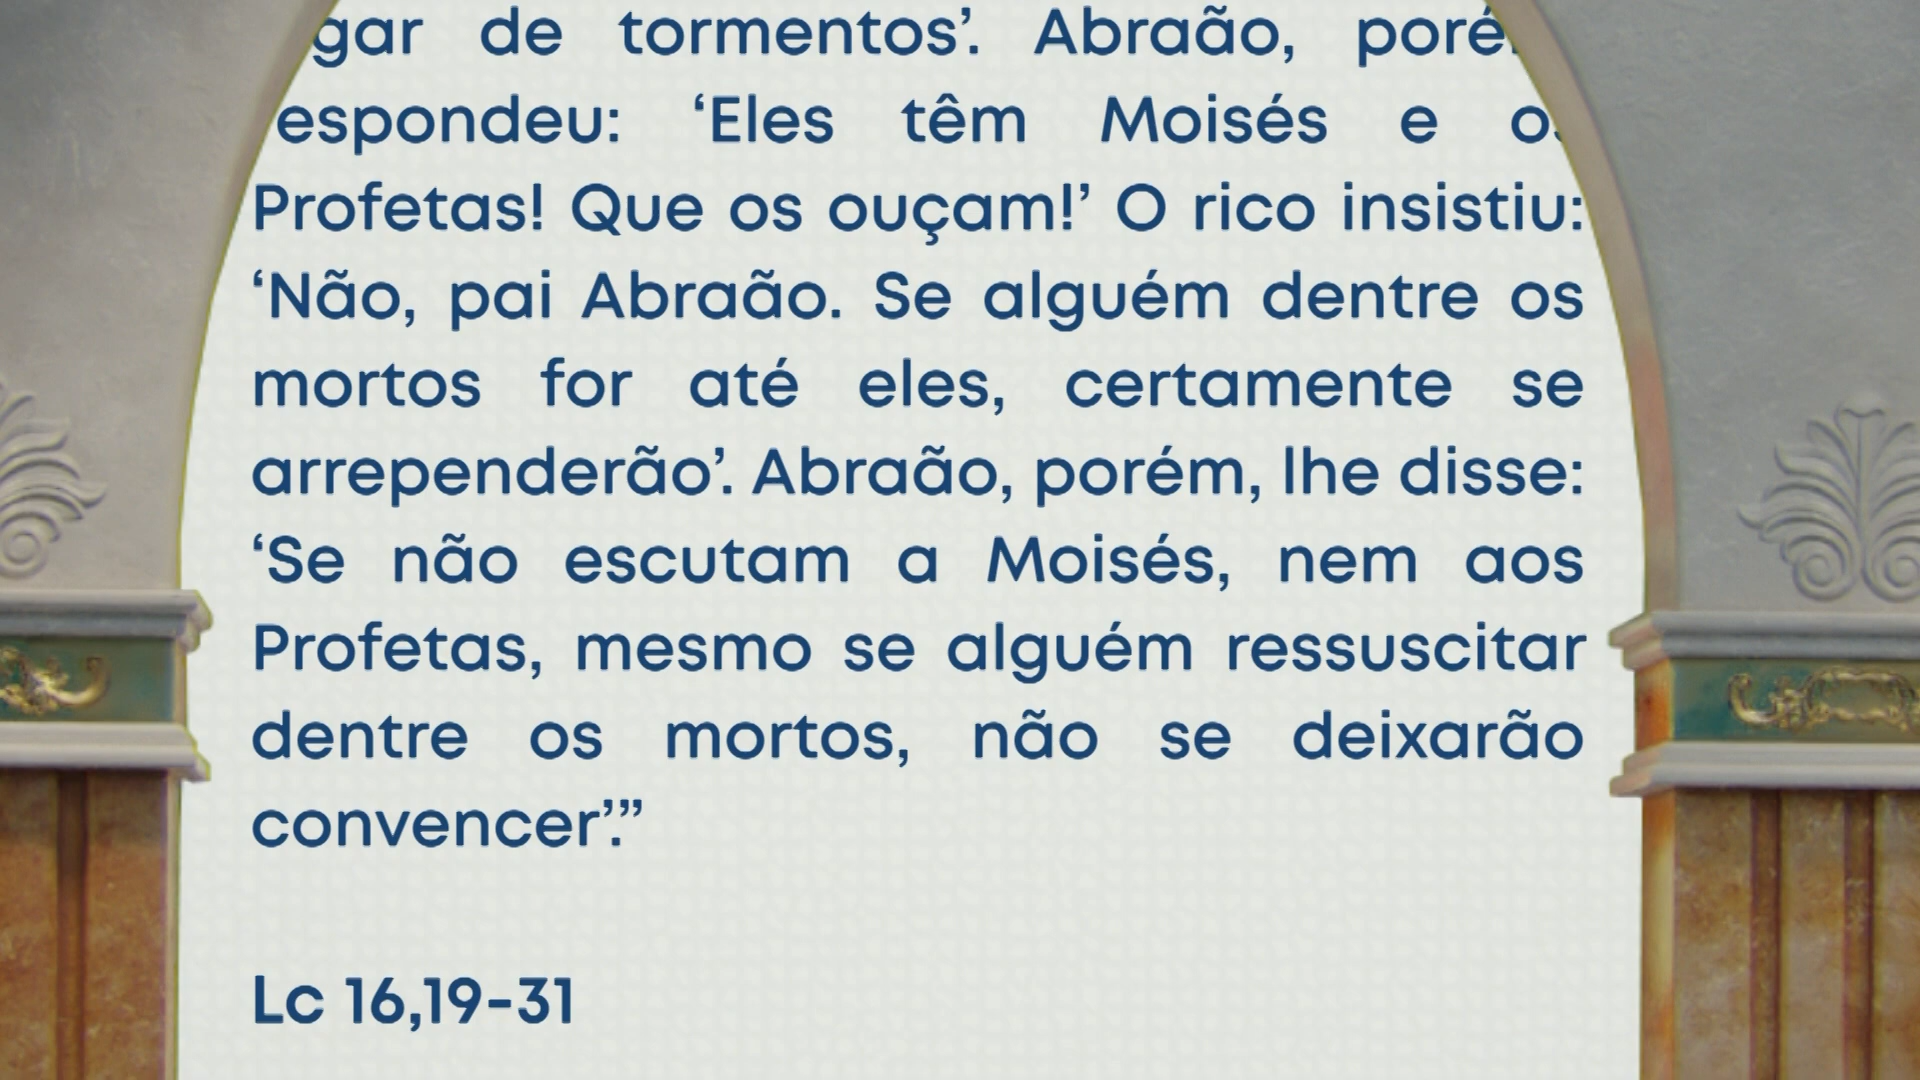 gar de tormentos’. Abraão, poré
espondeu: ‘Eles têm Moisés e os
Profetas! Que os ouçam!’ O rico insistiu:
‘Não, pai Abraão. Se alguém dentre os
mortos for até eles, certamente se
arrependerão’. Abraão, porém, lhe disse:
‘Se não escutam a Moisés, nem aos
Profetas, mesmo se alguém ressuscitar
dentre os mortos, não se deixarão
convencer’.”
Lc 16,19-31